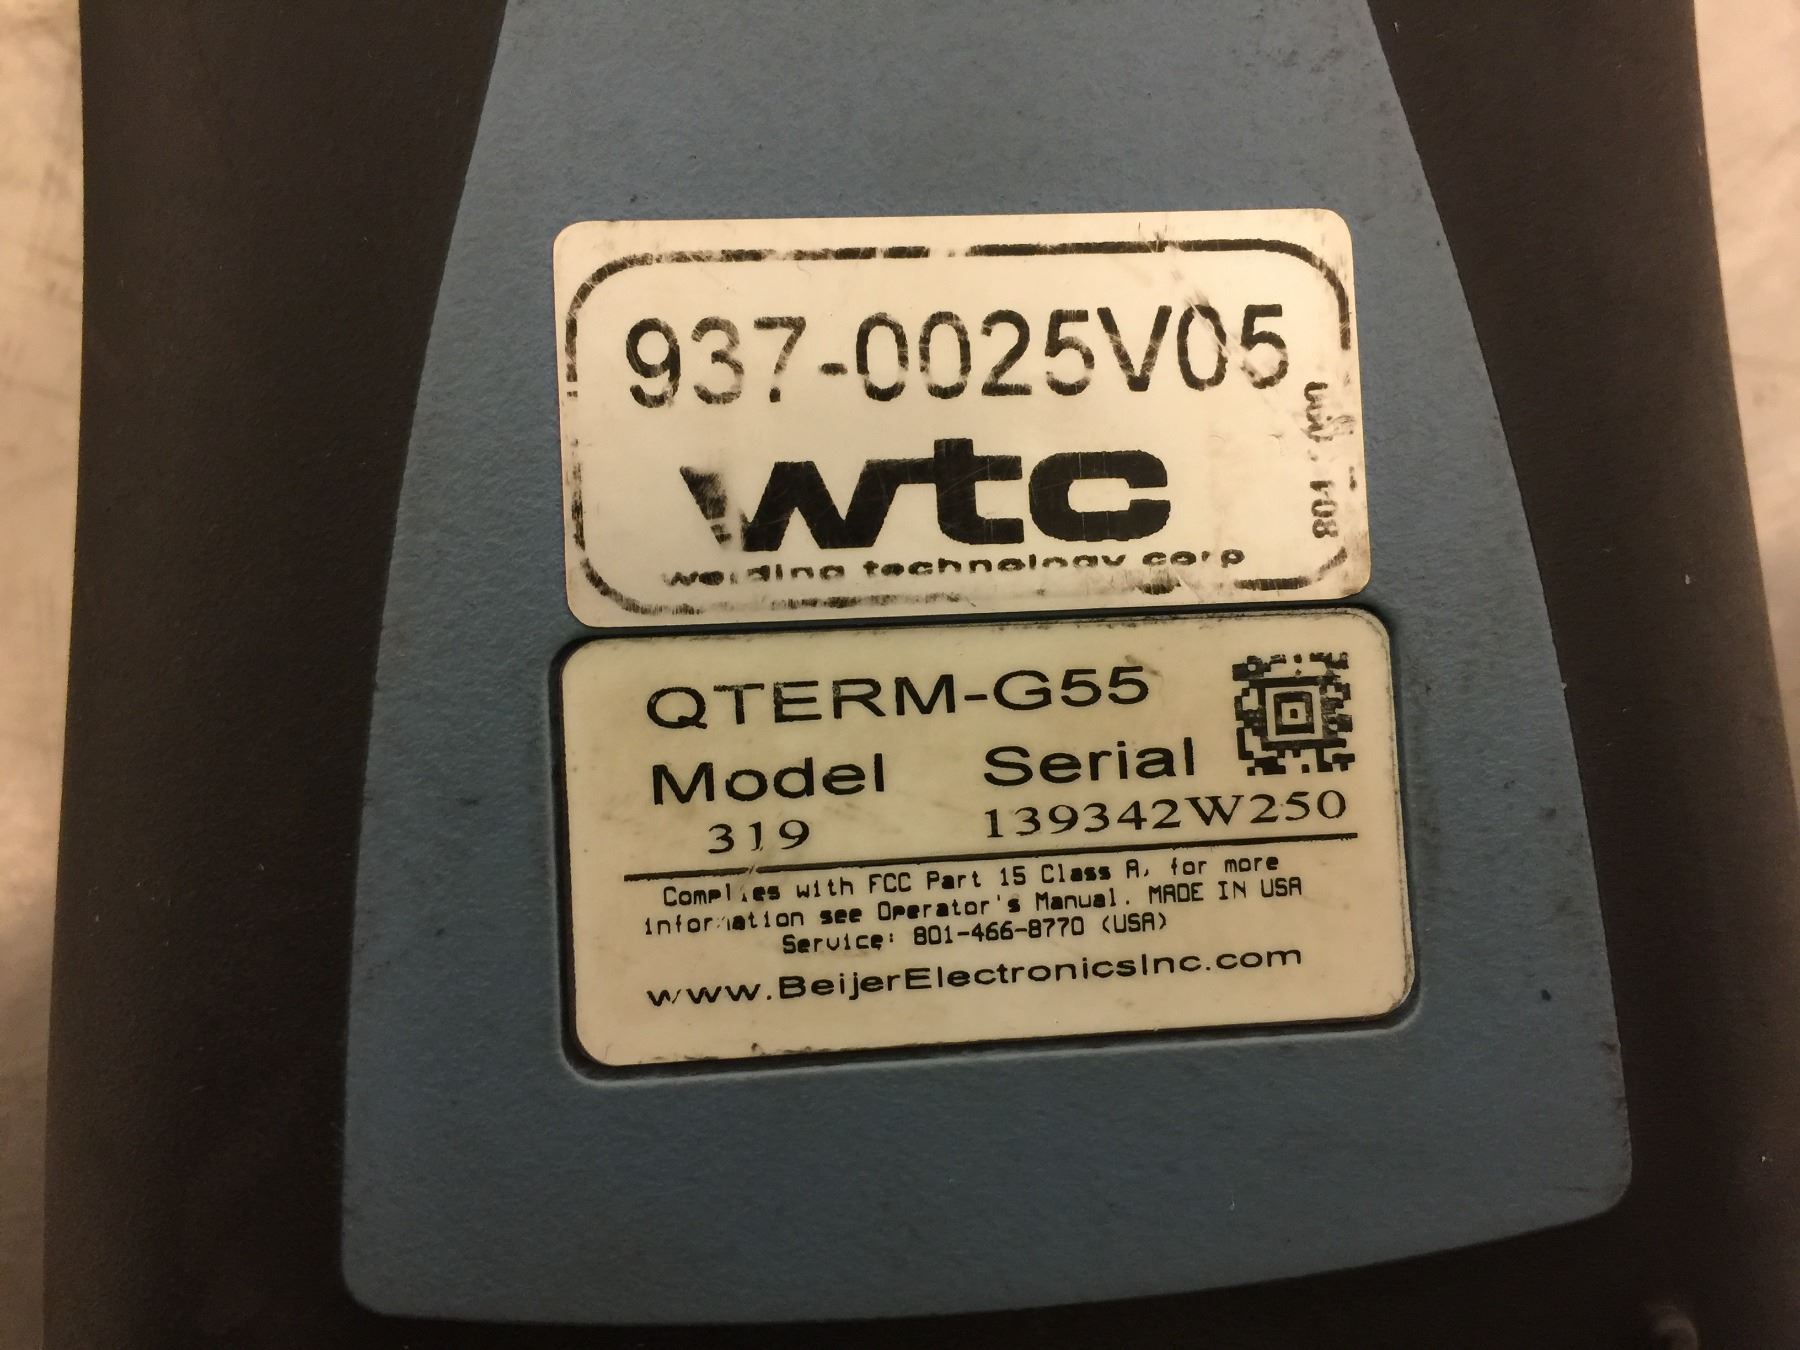 937-0025V05
wtc
welding technology corp
QTERM-G55
Model Serial
319 139342W250
Complies with FCC Part 15 Class A, for more
information see Operator's Manual. MADE IN USA
Service: 801-466-8770 (USA)
www.BeijerElectronicsInc.com